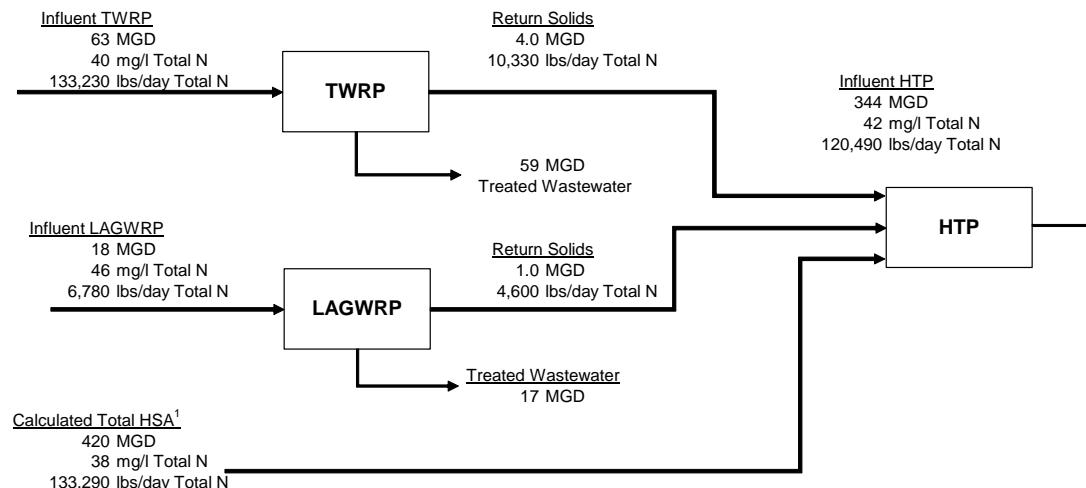 Influent TWRP
63 MGD
40 mg/l Total N
133,230 lbs/day Total N
TWRP
Return Solids
4.0 MGD
10,330 lbs/day Total N
59 MGD
Treated Wastewater
Influent HTP
344 MGD
42 mg/l Total N
120,490 lbs/day Total N
HTP
Influent LAGWRP
18 MGD
46 mg/l Total N
6,780 lbs/day Total N
LAGWRP
Return Solids
1.0 MGD
4,600 lbs/day Total N
Treated Wastewater
17 MGD
Calculated Total HSA¹
420 MGD
38 mg/l Total N
133,290 lbs/day Total N